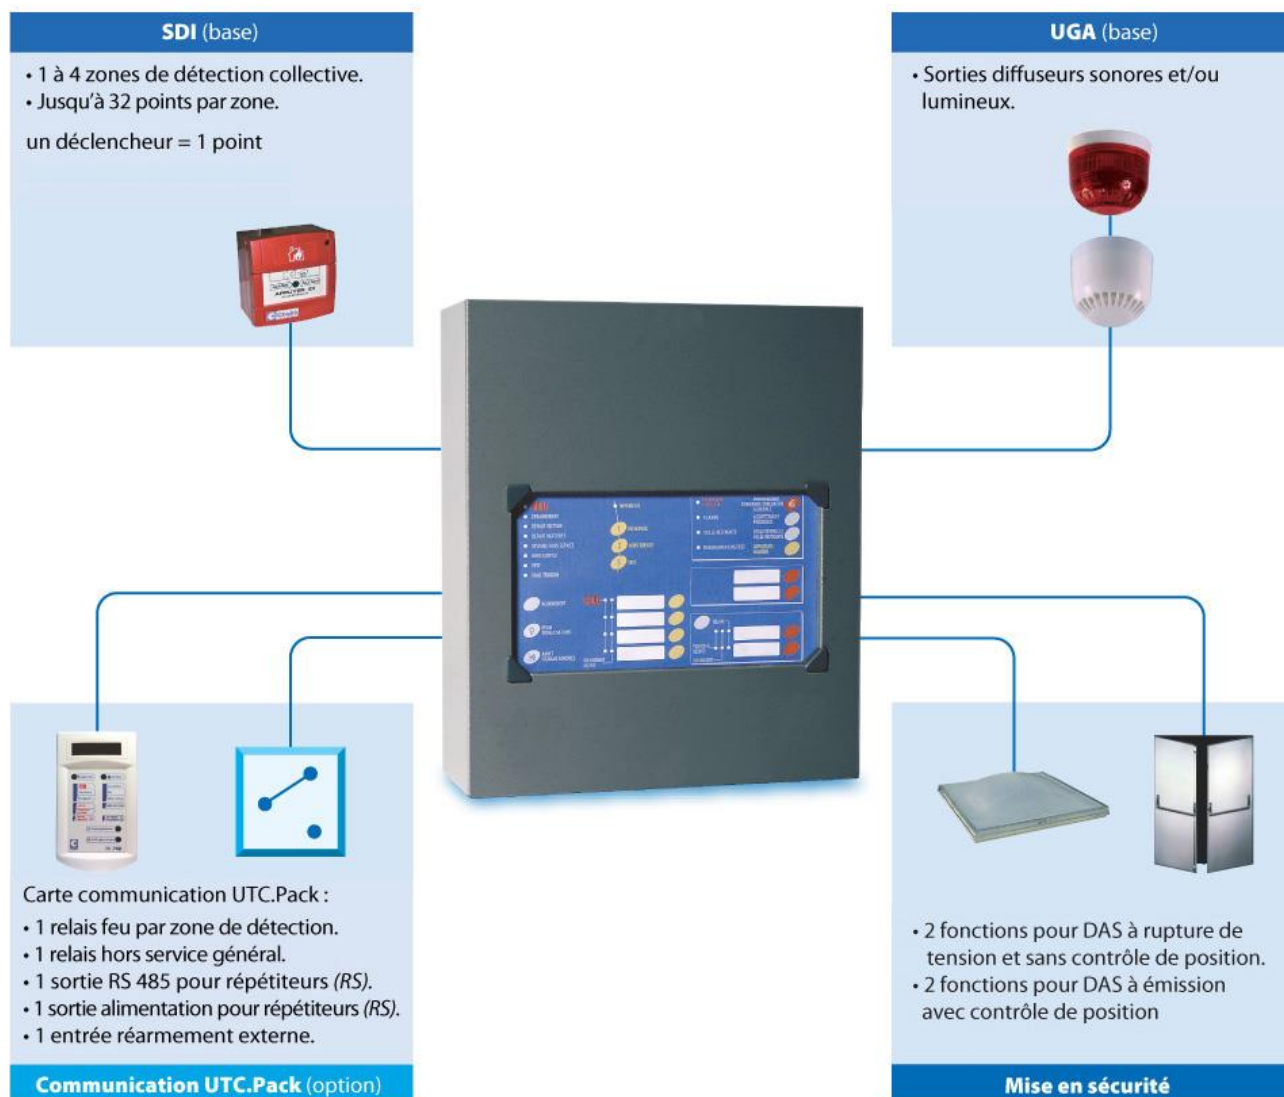 SDI (base)
• 1 à 4 zones de détection collective.
• Jusqu'à 32 points par zone.
un déclencheur = 1 point
UGA (base)
• Sorties diffuseurs sonores et/ou
lumineux.
Carte communication UTC.Pack :
• 1 relais feu par zone de détection.
• 1 relais hors service général.
• 1 sortie RS 485 pour répétiteurs (RS).
• 1 sortie alimentation pour répétiteurs (RS).
• 1 entrée réarmement externe.
Communication UTC.Pack (option)
• 2 fonctions pour DAS à rupture de
tension et sans contrôle de position.
• 2 fonctions pour DAS à émission
avec contrôle de position
Mise en sécurité